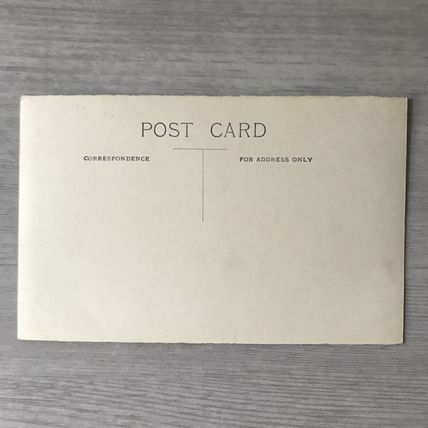 POST CARD
CORRESPONDENCE
FOR ADDRESS ONLY